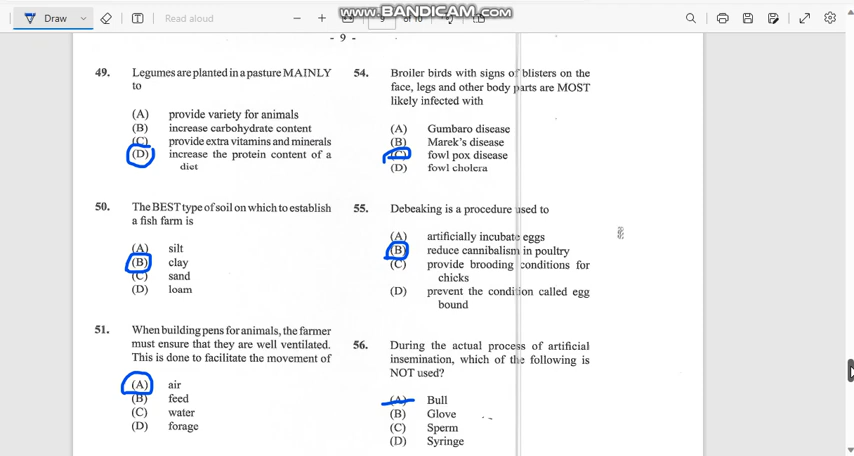 Draw
Read aloud
9
of 10
www.BANDICAM.com
- 9 -
49. Legumes are planted in a pasture MAINLY
to
(A) provide variety for animals
(B) increase carbohydrate content
(C) provide extra vitamins and minerals
(D) increase the protein content of a
diet
50. The BEST type of soil on which to establish
a fish farm is
(A) silt
(B) clay
(C) sand
(D) loam
51. When building pens for animals, the farmer
must ensure that they are well ventilated.
This is done to facilitate the movement of
(A) air
(B) feed
(C) water
(D) forage
54. Broiler birds with signs of blisters on the
face, legs and other body parts are MOST
likely infected with
(A) Gumbaro disease
(B) Marek's disease
(C) fowl pox disease
(D) fowl cholera
55. Debeaking is a procedure used to
(A) artificially incubate eggs
(B) reduce cannibalism in poultry
(C) provide brooding conditions for
chicks
(D) prevent the condition called egg
bound
56. During the actual process of artificial
insemination, which of the following is
NOT used?
(A) Bull
(B) Glove
(C) Sperm
(D) Syringe